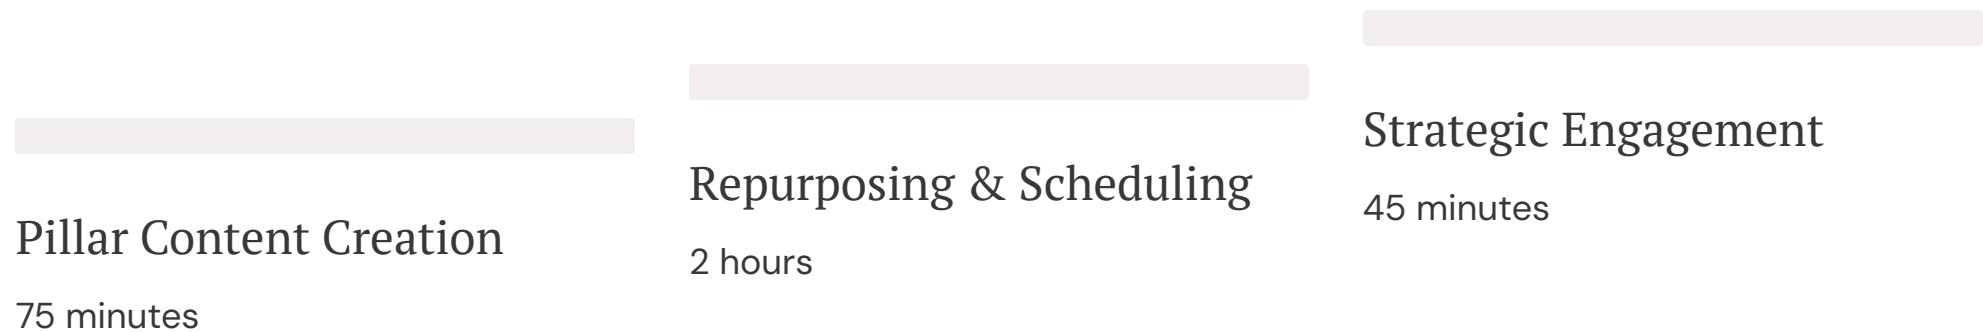 Pillar Content Creation
75 minutes
Repurposing & Scheduling
2 hours
Strategic Engagement
45 minutes